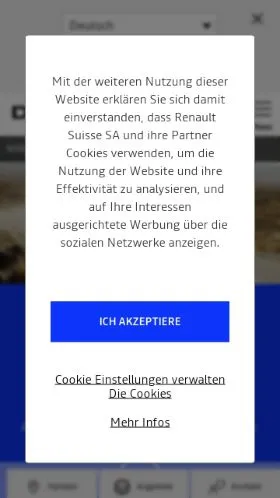 Deutsch
Mit der weiteren Nutzung dieser
Website erklären Sie sich damit
einverstanden, dass Renault
Suisse SA und ihre Partner
Cookies verwenden, um die
Nutzung der Website und ihre
Effektivität zu analysieren, und
auf Ihre Interessen
ausgerichtete Werbung über die
sozialen Netzwerke anzeigen.
ICH AKZEPTIERE
Cookie Einstellungen verwalten
Die Cookies
Mehr Infos